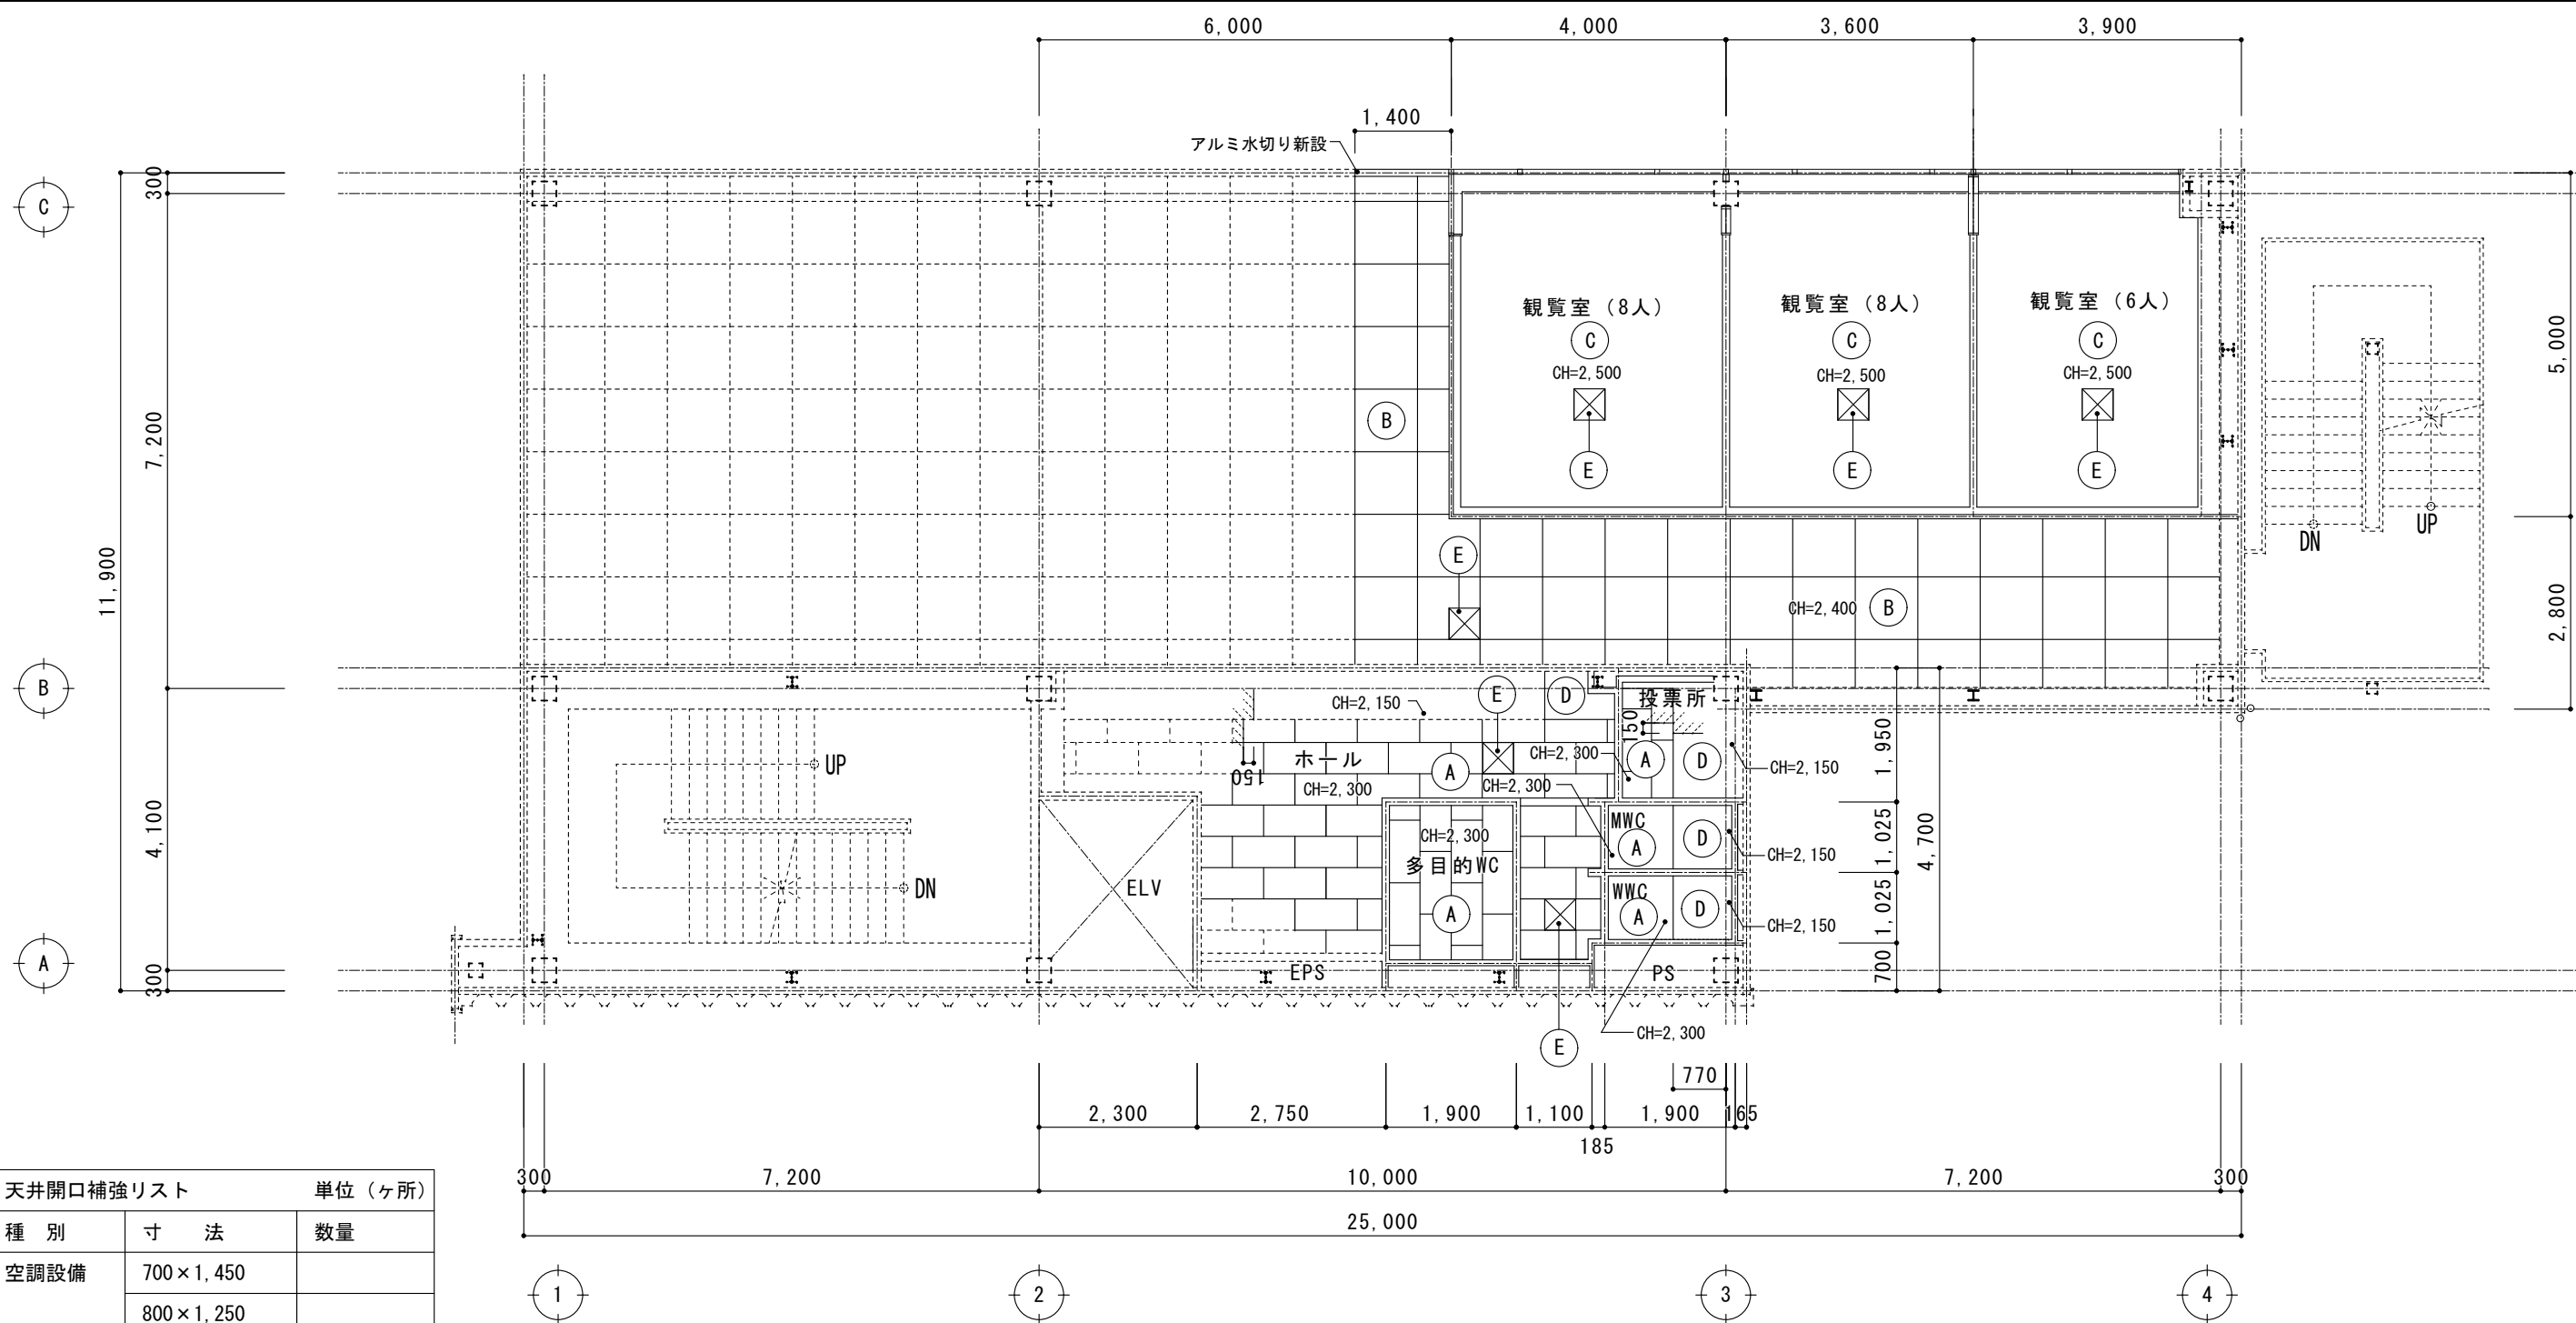 6,000
4,000
3,600
3,900
1,400
アルミ水切り新設
C
300
7,200
11,900
B
4,100
A
300
観覧室（8人）
C
CH=2,500
E
観覧室（8人）
C
CH=2,500
E
観覧室（6人）
C
CH=2,500
E
5,000
2,800
DN
UP
B
E
CH=2,400
B
CH=2,150
E
D
投票所
150
ホール
150
CH=2,300
A
CH=2,300
A
D
CH=2,150
CH=2,300
UP
DN
ELV
CH=2,300
多目的WC
A
MWC
A
D
CH=2,150
WWC
A
D
CH=2,150
EPS
PS
CH=2,300
E
1,950
1,025
1,025
700
4,700
770
2,300
2,750
1,900
1,100
185
1,900
165
300
7,200
10,000
7,200
300
25,000
1
2
3
4
天井開口補強リスト 単位（ヶ所）
種 別 寸 法 数量
空調設備 700×1,450
800×1,250